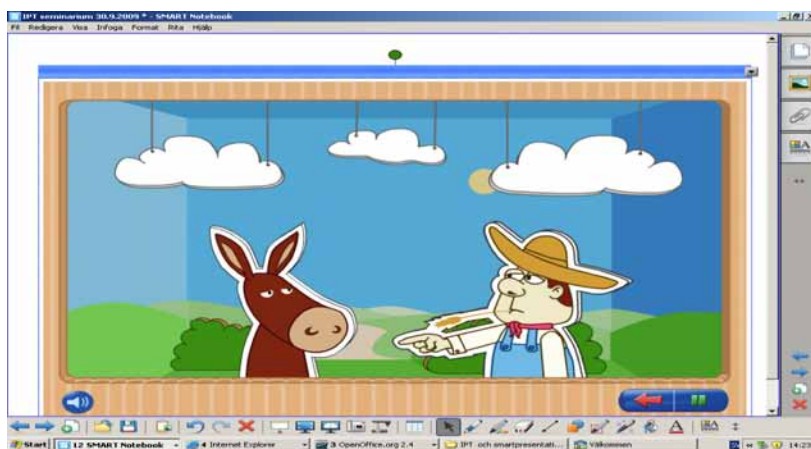 IPT seminarium 30.9.2009 * - SMART Notebook
Fil Redigera Visa Infoga Format Rita Hjälp
Start 12 SMART Notebook 4 Internet Explorer 3 OpenOffice.org 2.4 IPT och smartpresentati... Välkommen 14:23